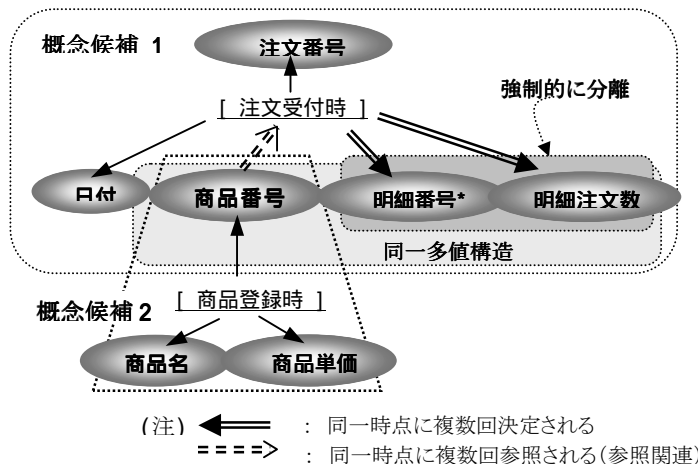 概念候補 1
注文番号
強制的に分離
[ 注文受付時 ]
日付
商品番号
明細番号*
明細注文数
同一多値構造
[ 商品登録時 ]
概念候補 2
商品名
商品単価
(注) : 同一時点に複数回決定される
: 同一時点に複数回参照される(参照関連)